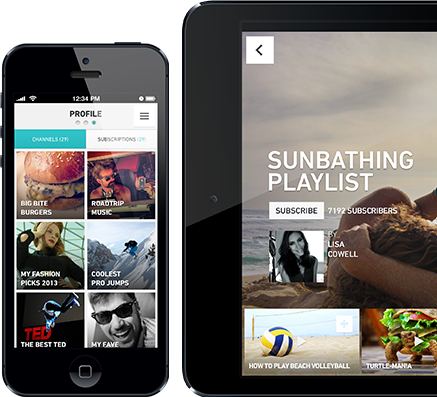 12:34 PM
PROFILE
CHANNELS (29)
SUBSCRIPTIONS (29)
BIG BITE
BURGERS
ROADTRIP
MUSIC
MY FASHION
PICKS 2013
COOLEST
PRO JUMPS
TED
THE BEST TED
MY FAVE
SUNBATHING
PLAYLIST
SUBSCRIBE
7192 SUBSCRIBERS
BY
LISA
COWELL
HOW TO PLAY BEACH VOLLEYBALL
TURTLE-MANIA